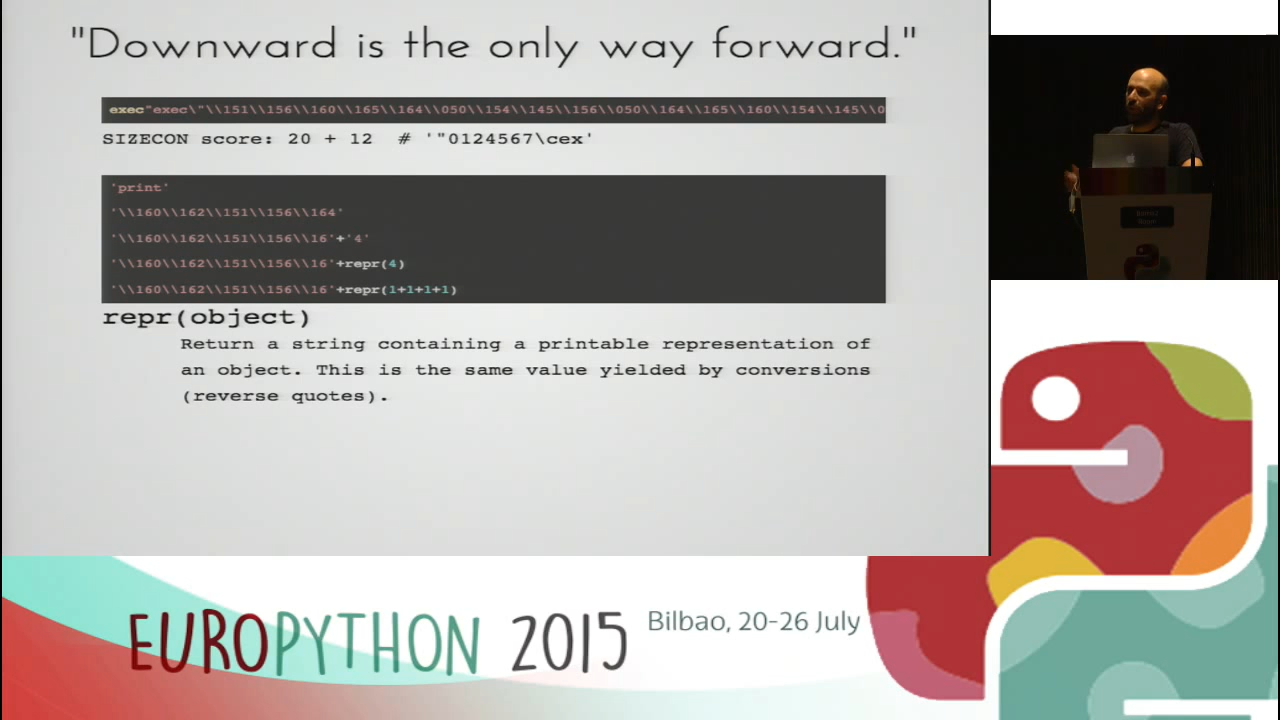 "Downward is the only way forward."
exec"exec\"\\151\\156\\160\\165\\164\\050\\154\\145\\156\\050\\164\\165\\160\\154\\145\\0
SIZECON score: 20 + 12 # '"0124567\cex'
'print'
'\\160\\162\\151\\156\\164'
'\\160\\162\\151\\156\\16'+'4'
'\\160\\162\\151\\156\\16'+repr(4)
'\\160\\162\\151\\156\\16'+repr(1+1+1+1)
repr(object)
Return a string containing a printable representation of
an object. This is the same value yielded by conversions
(reverse quotes).
EUROPYTHON 2015
Bilbao, 20-26 July